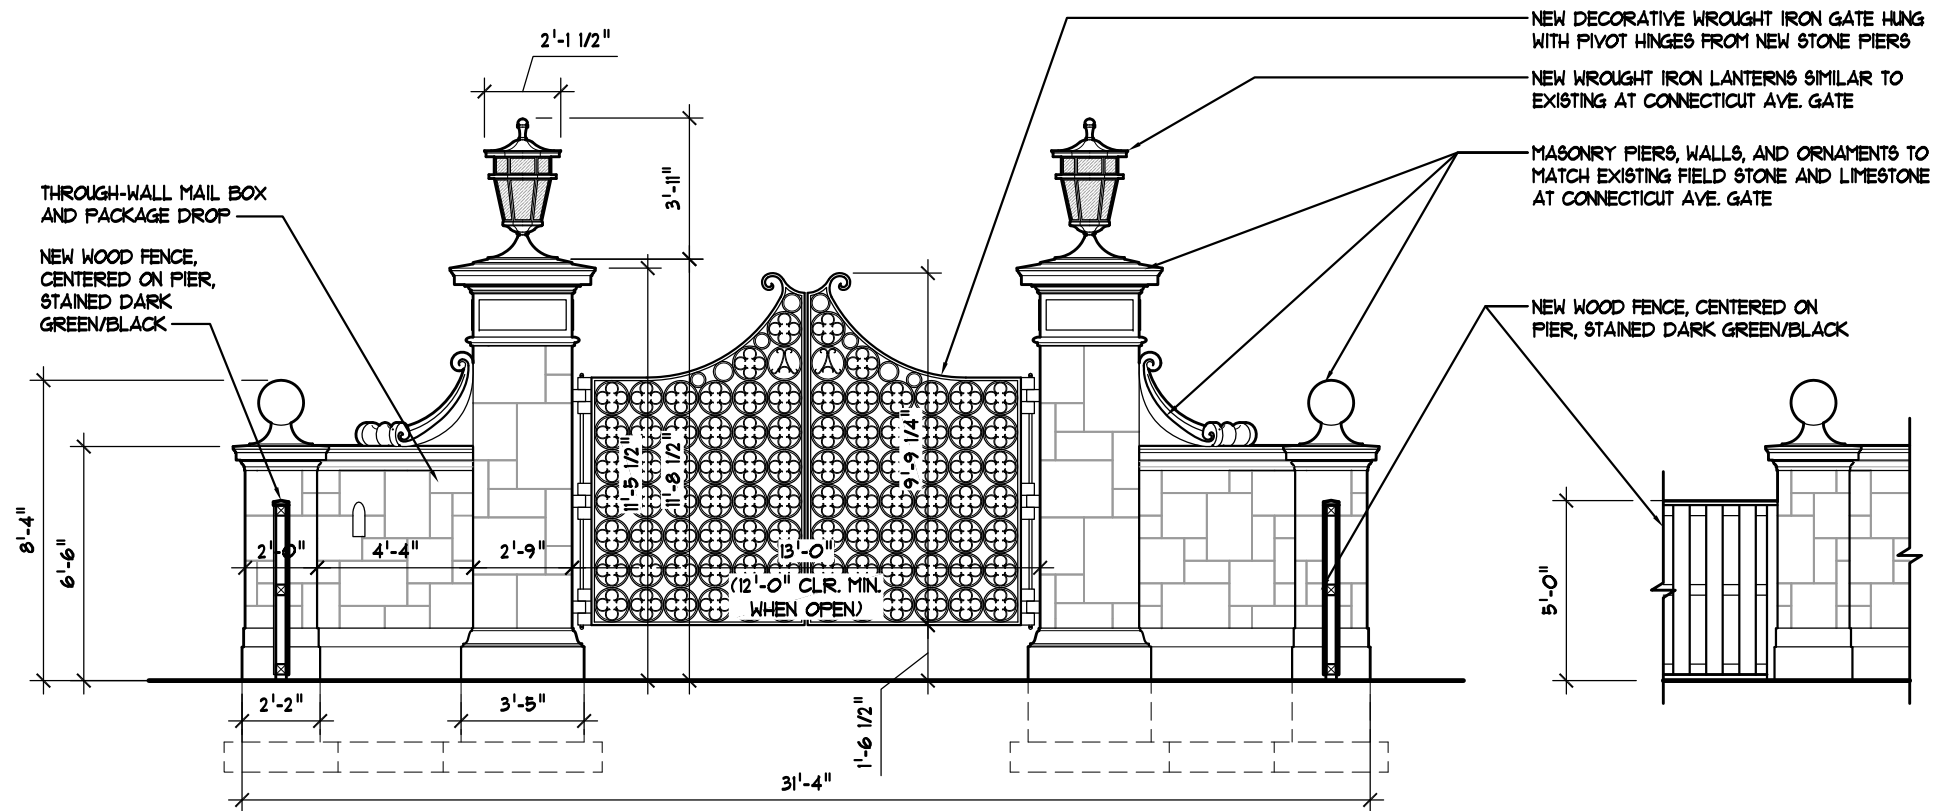 2'-1 1/2"
NEW DECORATIVE WROUGHT IRON GATE HUNG
WITH PIVOT HINGES FROM NEW STONE PIERS
NEW WROUGHT IRON LANTERNS SIMILAR TO
EXISTING AT CONNECTICUT AVE. GATE
MASONRY PIERS, WALLS, AND ORNAMENTS TO
MATCH EXISTING FIELD STONE AND LIMESTONE
AT CONNECTICUT AVE. GATE
THROUGH-WALL MAIL BOX
AND PACKAGE DROP
NEW WOOD FENCE,
CENTERED ON PIER,
STAINED DARK
GREEN/BLACK
3'-11"
NEW WOOD FENCE, CENTERED ON
PIER, STAINED DARK GREEN/BLACK
A A
8'-4"
6'-6"
11'-5 1/2"
11'-8 1/2"
9'-9 1/4"
2'-0"
4'-4"
2'-9"
13'-0"
(12'-0" CLR. MIN.
WHEN OPEN)
5'-0"
2'-2"
3'-5"
1'-6 1/2"
31'-4"